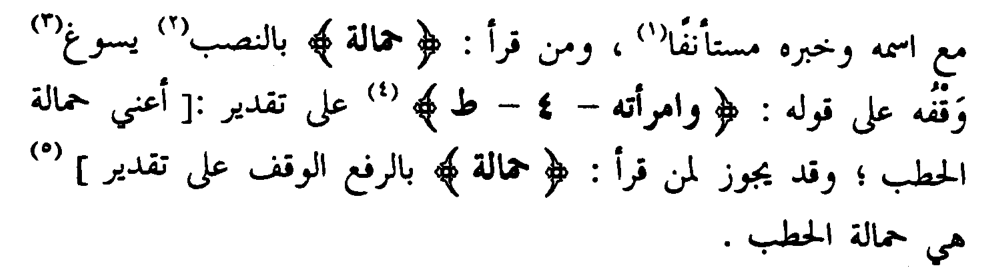 مع اسمه وخبره مستأنفًا(١) ، ومن قرأ : ﴿ حمالة ﴾ بالنصب(٢) يسوغ(٣)
وَقْفُه على قوله : ﴿ وامرأته – ٤ – ط ﴾ (٤) على تقدير :[ أعني حمالة
الحطب ؛ وقد يجوز لمن قرأ : ﴿ حمالة ﴾ بالرفع الوقف على تقدير ] (٥)
هي حمالة الحطب .